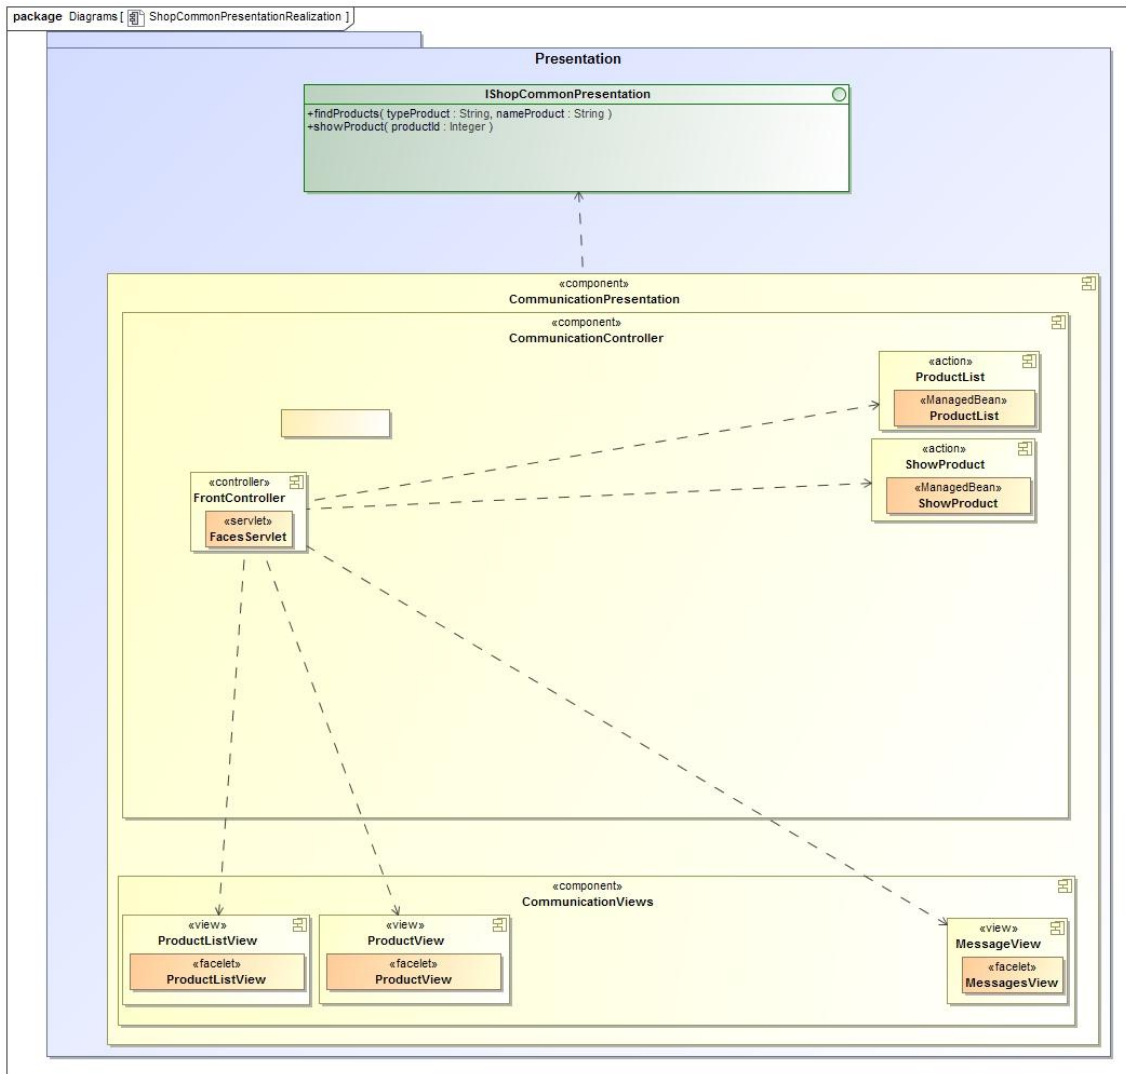 package Diagrams [ ShopCommonPresentationRealization ]
Presentation
IShopCommonPresentation
+findProducts( typeProduct : String, nameProduct : String )
+showProduct( productId : Integer )
«component»
CommunicationPresentation
«component»
CommunicationController
«action»
ProductList
«ManagedBean»
ProductList
«action»
ShowProduct
«ManagedBean»
ShowProduct
«controller»
FrontController
«servlet»
FacesServlet
«component»
CommunicationViews
«view»
ProductListView
«facelet»
ProductListView
«view»
ProductView
«facelet»
ProductView
«view»
MessageView
«facelet»
MessagesView